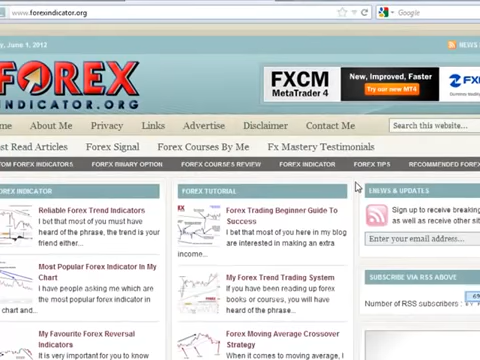 www.forexindicator.org
Google
y, June 1, 2012
NEWS
FOREX
INDICATOR.ORG
FXCM
MetaTrader 4
New, Improved, Faster
Try our new MT4
FX
me About Me Privacy Links Advertise Disclaimer Contact Me
Search this website...
st Read Articles Forex Signal Forex Courses By Me Fx Mastery Testimonials
TOM FOREX INDICATORS FOREX BINARY OPTION FOREX COURSES REVIEW FOREX INDICATOR FOREX TIPS RECOMMENDED FOREX
OREX INDICATOR
Reliable Forex Trend Indicators
I bet that most of you must have
heard of the phrase, the trend is
your friend either...
Most Popular Forex Indicator In My
Chart
I have people asking me which are
the most popular forex indicator in
chart and...
My Favourite Forex Reversal
Indicators
It is very important for you to know
FOREX TUTORIAL
Forex Trading Beginner Guide To
Success
I bet that most of you here in my blog
are interested in making an extra
income...
My Forex Trend Trading System
If you have been reading up forex
books or courses, you will have
heard of the phrase...
Forex Moving Average Crossover
Strategy
When it comes to moving average,
NEWS & UPDATES
Sign up to receive breaking
as well as receive other sit
Enter your email address...
SUBSCRIBE VIA RSS ABOVE
Number of RSS subscribers :